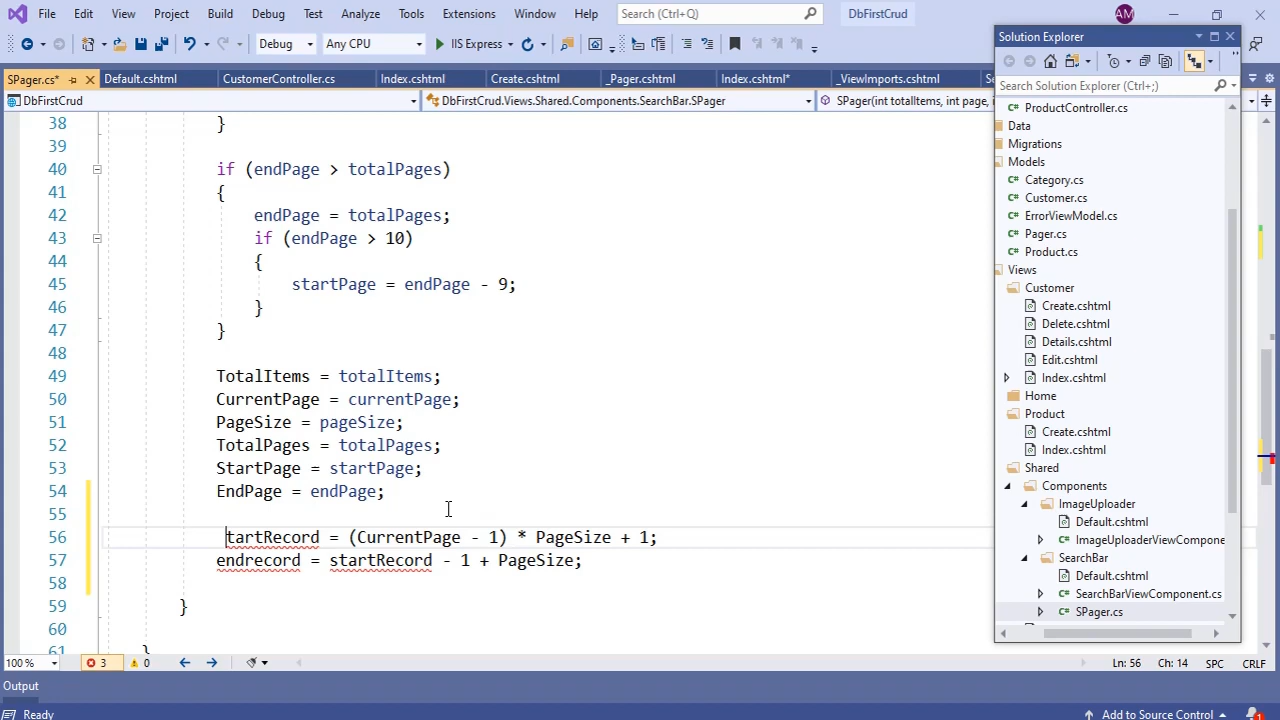 File Edit View Project Build Debug Test Analyze Tools Extensions Window Help Search (Ctrl+Q) DbFirstCrud AM
Debug Any CPU IIS Express
SPager.cs* Default.cshtml CustomerController.cs Index.cshtml Create.cshtml _Pager.cshtml Index.cshtml* _ViewImports.cshtml
DbFirstCrud DbFirstCrud.Views.Shared.Components.SearchBar.SPager SPager(int totalItems, int page, i
38 }
39
40 if (endPage > totalPages)
41 {
42 endPage = totalPages;
43 if (endPage > 10)
44 {
45 startPage = endPage - 9;
46 }
47 }
48
49 TotalItems = totalItems;
50 CurrentPage = currentPage;
51 PageSize = pageSize;
52 TotalPages = totalPages;
53 StartPage = startPage;
54 EndPage = endPage;
55
56 tartRecord = (CurrentPage - 1) * PageSize + 1;
57 endrecord = startRecord - 1 + PageSize;
58
59 }
60
61 }
100 % 3 0 Ln: 56 Ch: 14 SPC CRLF
Output
Ready Add to Source Control 1
Solution Explorer
Search Solution Explorer (Ctrl+;)
ProductController.cs
Data
Migrations
Models
Category.cs
Customer.cs
ErrorViewModel.cs
Pager.cs
Product.cs
Views
Customer
Create.cshtml
Delete.cshtml
Details.cshtml
Edit.cshtml
Index.cshtml
Home
Product
Create.cshtml
Index.cshtml
Shared
Components
ImageUploader
Default.cshtml
ImageUploaderViewCompone
SearchBar
Default.cshtml
SearchBarViewComponent.cs
SPager.cs